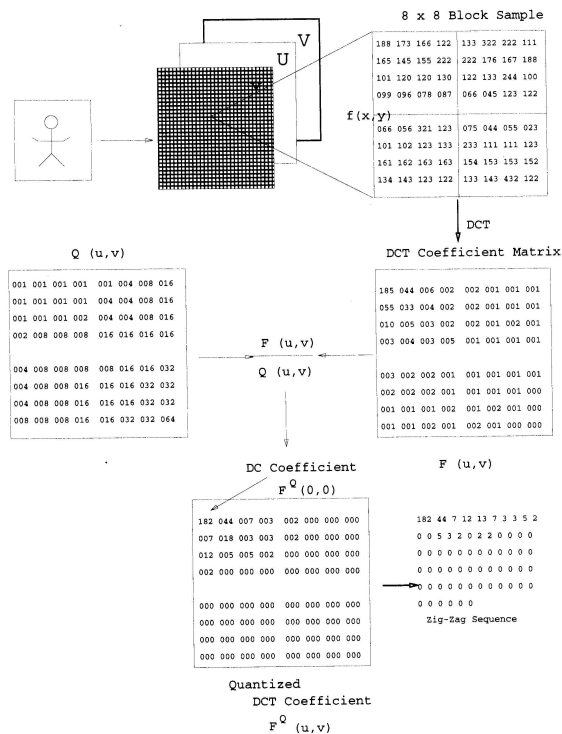 8 x 8 Block Sample
V
U
Y
188 173 166 122 133 322 222 111
165 145 155 222 222 176 167 188
101 120 120 130 122 133 244 100
099 096 078 087 066 045 123 122
f(x,y)
066 056 321 123 075 044 055 023
101 102 123 133 233 111 111 123
161 162 163 163 154 153 153 152
134 143 123 122 133 143 432 122
DCT
Q (u,v)
DCT Coefficient Matrix
001 001 001 001 001 004 008 016
001 001 001 001 004 004 008 016
001 001 001 002 004 004 008 016
002 008 008 008 016 016 016 016
004 008 008 008 008 016 016 032
004 008 008 016 016 016 032 032
004 008 008 016 016 016 032 032
008 008 008 016 016 032 032 064
185 044 006 002 002 001 001 001
055 033 004 002 002 001 001 001
010 005 003 002 002 001 002 001
003 004 003 005 001 001 001 001
003 002 002 001 001 001 001 001
002 002 002 001 001 001 001 000
001 001 001 002 001 002 001 000
001 001 002 001 002 001 000 000
F (u,v)
Q (u,v)
F (u,v)
DC Coefficient
F Q (0,0)
182 044 007 003 002 000 000 000
007 018 003 003 002 000 000 000
012 005 005 002 000 000 000 000
002 000 000 000 000 000 000 000
000 000 000 000 000 000 000 000
000 000 000 000 000 000 000 000
000 000 000 000 000 000 000 000
000 000 000 000 000 000 000 000
182 44 7 12 13 7 3 3 5 2
0 0 5 3 2 0 2 2 0 0 0 0
0 0 0 0 0 0 0 0 0 0 0 0
0 0 0 0 0 0 0 0 0 0 0 0
0 0 0 0 0 0 0 0 0 0 0 0
0 0 0 0 0 0
Zig-Zag Sequence
Quantized
DCT Coefficient
F Q (u,v)